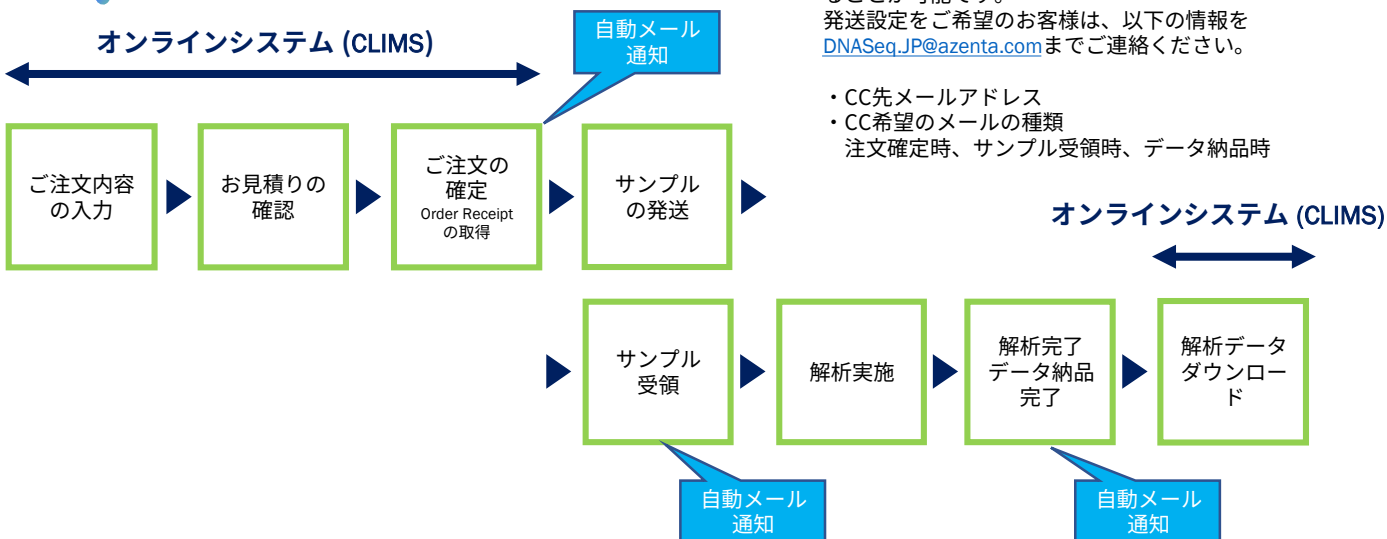 ることが可能です。
発送設定をご希望のお客様は、以下の情報を
DNASeq.JP@azenta.comまでご連絡ください。
・CC先メールアドレス
・CC希望のメールの種類
注文確定時、サンプル受領時、データ納品時
オンラインシステム (CLIMS)
自動メール
通知
ご注文内容
の入力
お見積りの
確認
ご注文の
確定
Order Receipt
の取得
サンプル
の発送
オンラインシステム (CLIMS)
サンプル
受領
解析実施
解析完了
データ納品
完了
解析データ
ダウンロー
ド
自動メール
通知
自動メール
通知